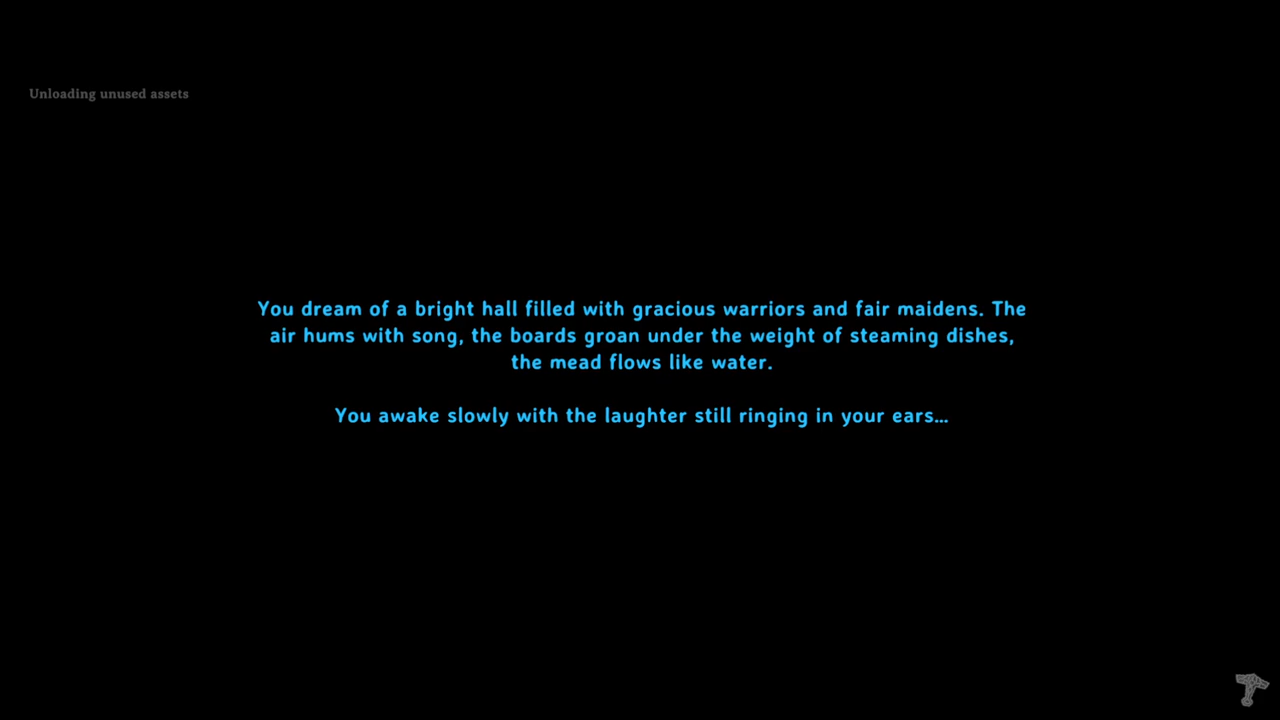 Unloading unused assets
You dream of a bright hall filled with gracious warriors and fair maidens. The
air hums with song, the boards groan under the weight of steaming dishes,
the mead flows like water.
You awake slowly with the laughter still ringing in your ears...